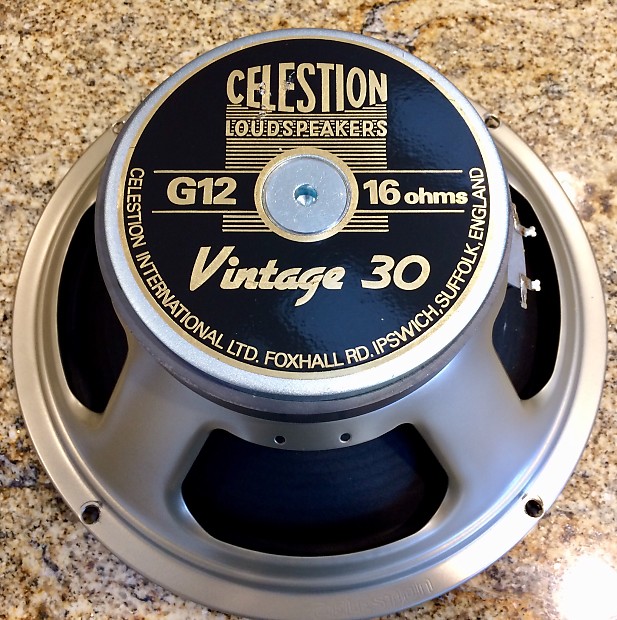 CELESTION
LOUDSPEAKERS
G12 16 ohms
Vintage 30
CELESTION INTERNATIONAL LTD. FOXHALL RD. IPSWICH, SUFFOLK, ENGLAND